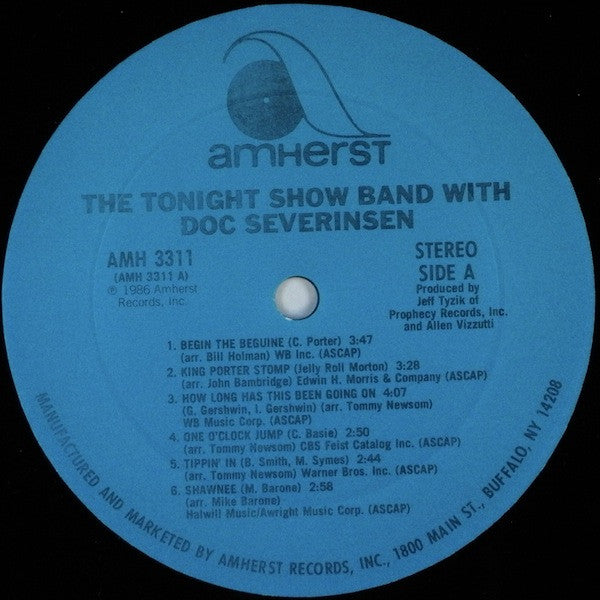 amHerst
THE TONIGHT SHOW BAND WITH
DOC SEVERINSEN
AMH 3311
(AMH 3311 A)
℗ 1986 Amherst
Records, Inc.
STEREO
SIDE A
Produced by
Jeff Tyzik of
Prophecy Records, Inc.
and Allen Vizzutti
1. BEGIN THE BEGUINE (C. Porter) 3:47
(arr. Bill Holman) WB Inc. (ASCAP)
2. KING PORTER STOMP (Jelly Roll Morton) 3:28
(arr. John Bambridge) Edwin H. Morris & Company (ASCAP)
3. HOW LONG HAS THIS BEEN GOING ON 4:07
(G. Gershwin, I. Gershwin) (arr. Tommy Newsom)
WB Music Corp. (ASCAP)
4. ONE O'CLOCK JUMP (C. Basie) 2:50
(arr. Tommy Newsom) CBS Feist Catalog Inc. (ASCAP)
5. TIPPIN' IN (B. Smith, M. Symes) 2:44
(arr. Tommy Newsom) Warner Bros. Inc. (ASCAP)
6. SHAWNEE (M. Barone) 2:58
(arr. Mike Barone)
Halwill Music/Awright Music Corp. (ASCAP)
MANUFACTURED AND MARKETED BY AMHERST RECORDS, INC., 1800 MAIN ST., BUFFALO, NY 14208